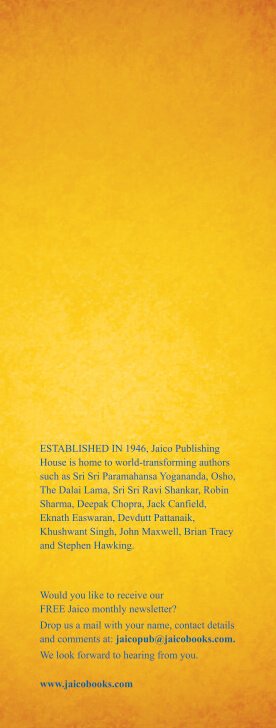 ESTABLISHED IN 1946, Jaico Publishing
House is home to world-transforming authors
such as Sri Sri Paramahansa Yogananda, Osho,
The Dalai Lama, Sri Sri Ravi Shankar, Robin
Sharma, Deepak Chopra, Jack Canfield,
Eknath Easwaran, Devdutt Pattanaik,
Khushwant Singh, John Maxwell, Brian Tracy
and Stephen Hawking.
Would you like to receive our
FREE Jaico monthly newsletter?
Drop us a mail with your name, contact details
and comments at: jaicopub@jaicobooks.com.
We look forward to hearing from you.
www.jaicobooks.com